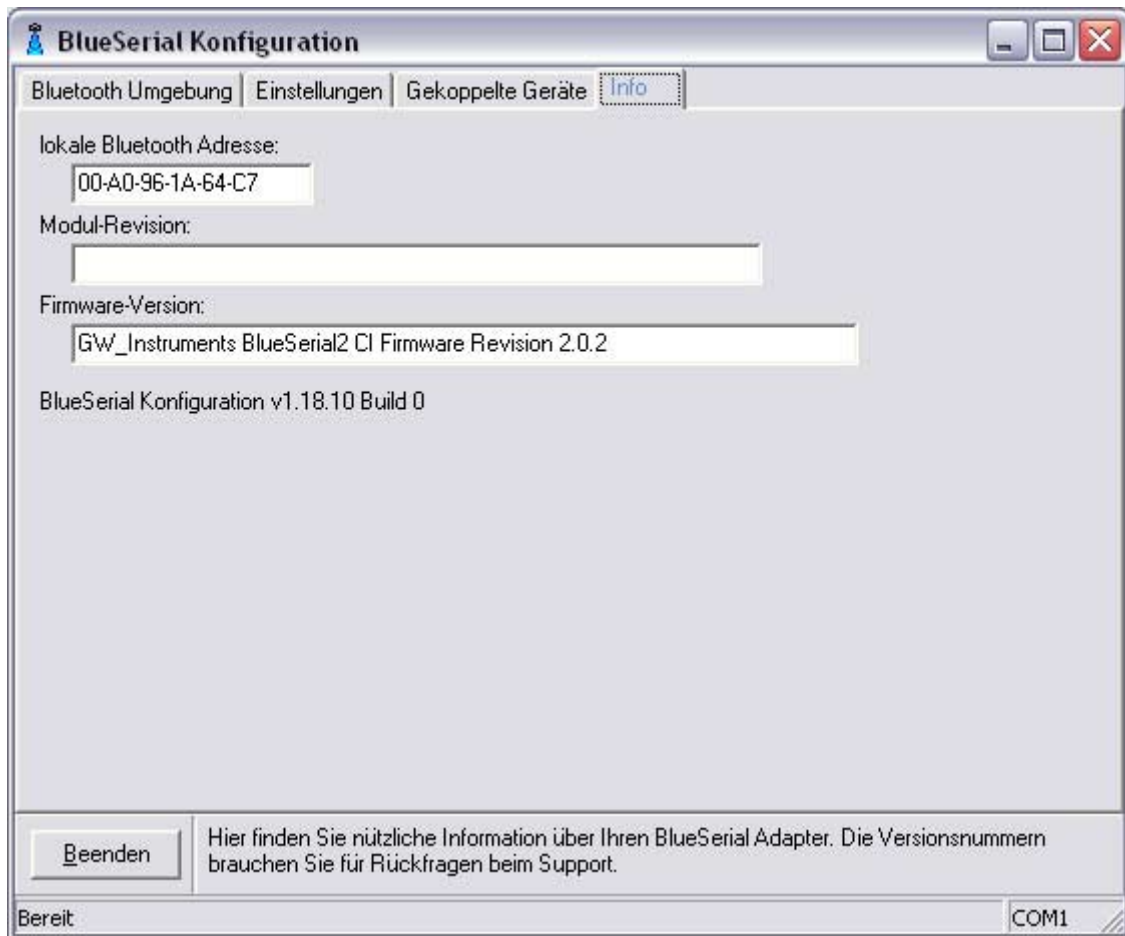 BlueSerial Konfiguration
Bluetooth Umgebung Einstellungen Gekoppelte Geräte Info
lokale Bluetooth Adresse:
00-A0-96-1A-64-C7
Modul-Revision:
Firmware-Version:
GW_Instruments BlueSerial2 CI Firmware Revision 2.0.2
BlueSerial Konfiguration v1.18.10 Build 0
Beenden
Hier finden Sie nützliche Information über Ihren BlueSerial Adapter. Die Versionsnummern
brauchen Sie für Rückfragen beim Support.
Bereit
COM1